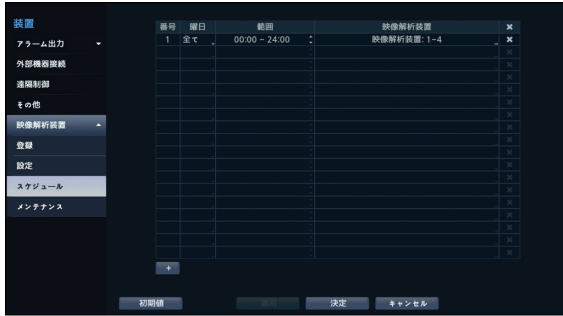 装置
アラーム出力
外部機器接続
遠隔制御
その他
映像解析装置
登録
設定
スケジュール
メンテナンス
番号 曜日 範囲 映像解析装置
1 全て 00:00 ~ 24:00 映像解析装置: 1~4
+
初期値 決定 キャンセル